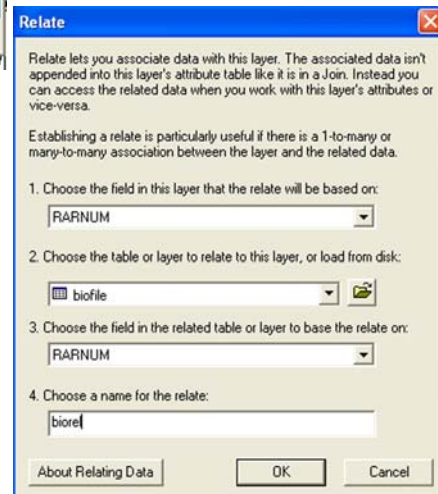 Relate
Relate lets you associate data with this layer. The associated data isn't
appended into this layer's attribute table like it is in a Join. Instead you
can access the related data when you work with this layer's attributes or
vice-versa.
Establishing a relate is particularly useful if there is a 1-to-many or
many-to-many association between the layer and the related data.
1. Choose the field in this layer that the relate will be based on:
RARNUM
2. Choose the table or layer to relate to this layer, or load from disk:
biofile
3. Choose the field in the related table or layer to base the relate on:
RARNUM
4. Choose a name for the relate:
biorel
About Relating Data
OK
Cancel